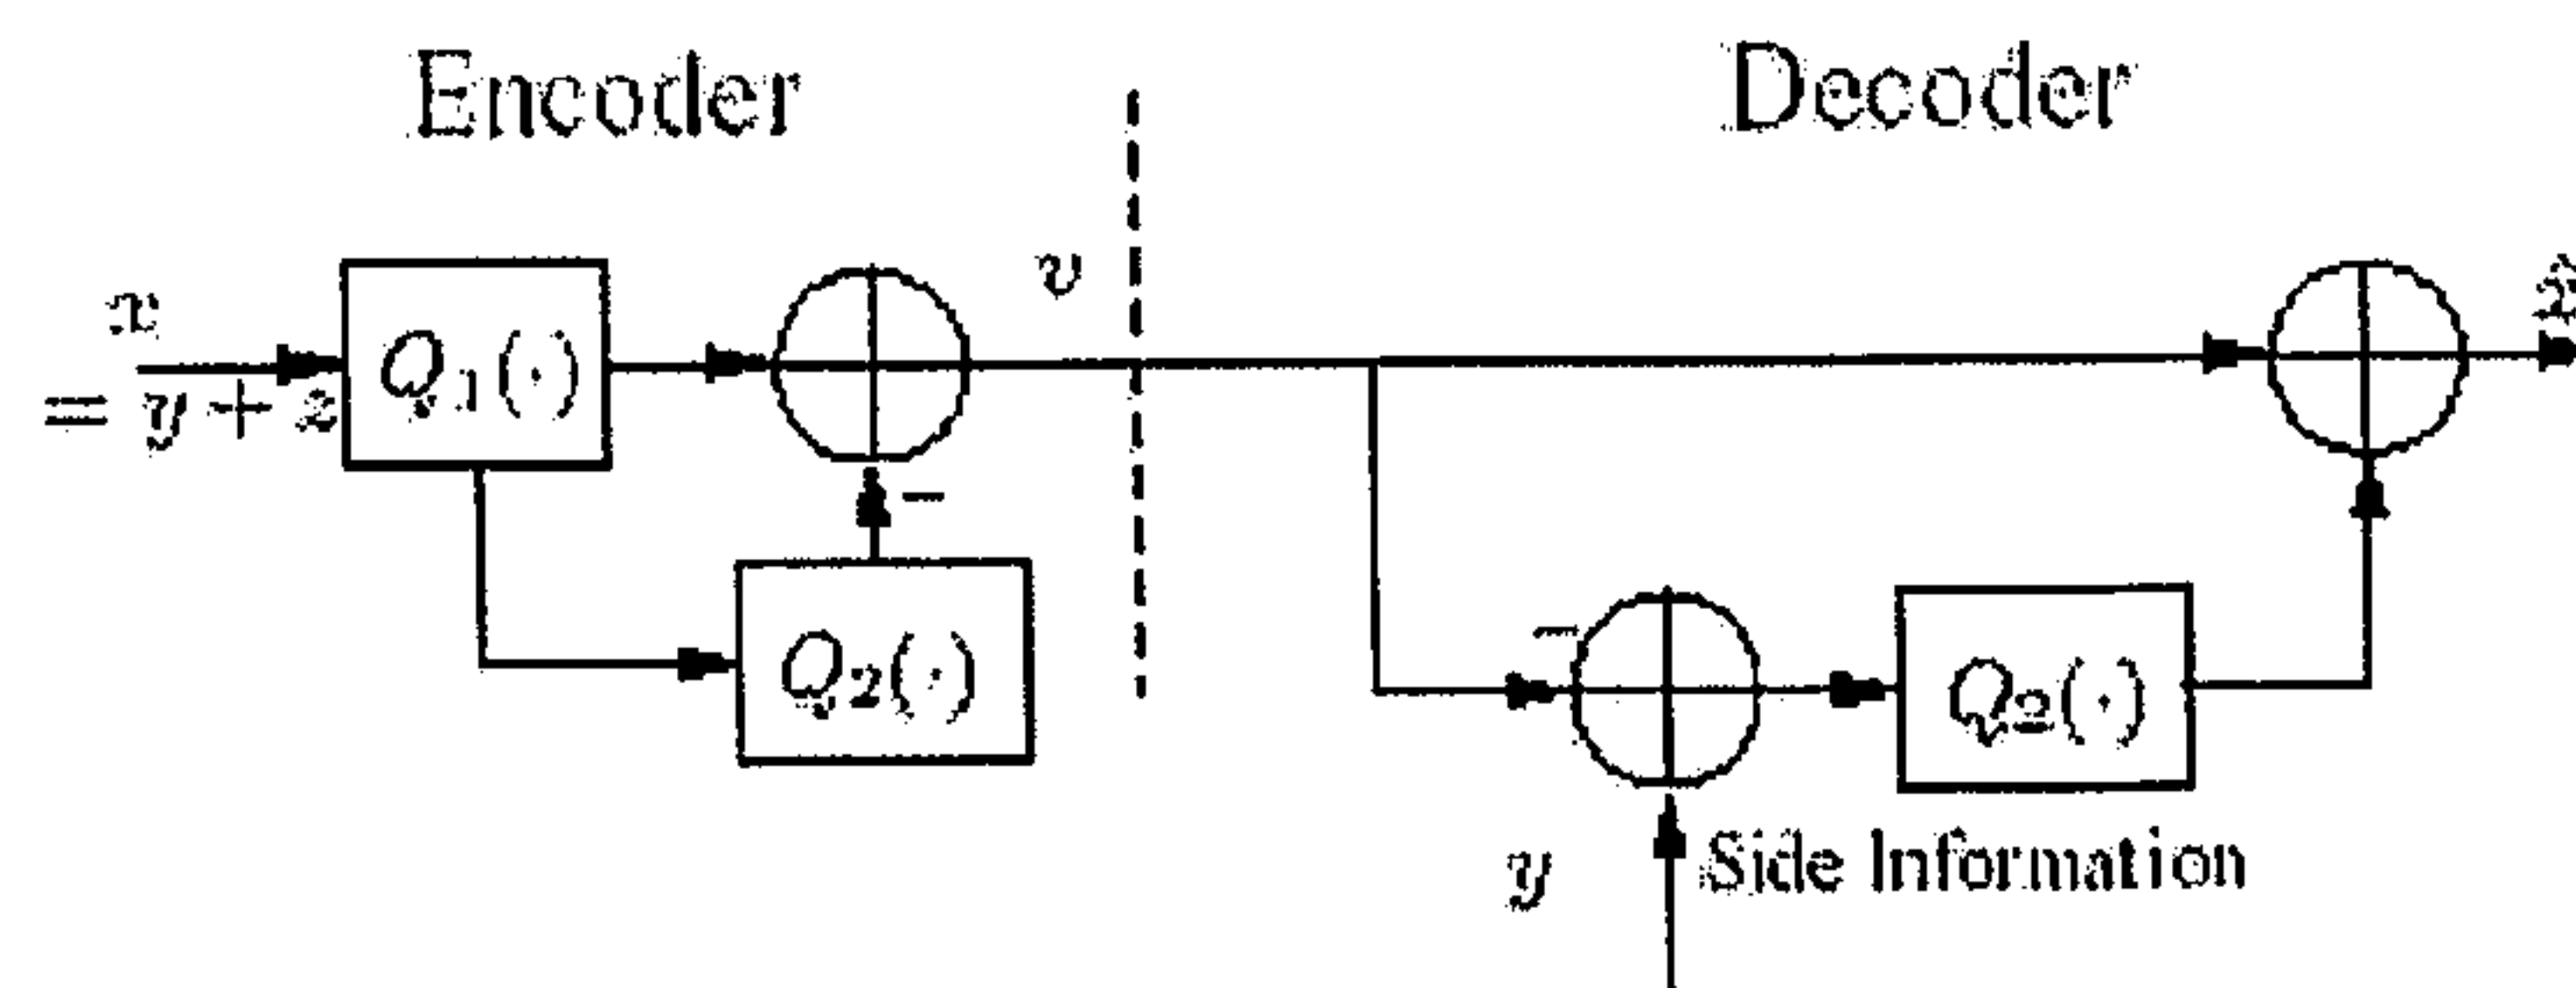 Encoder
Decoder
v
x
= y + z
Q₁(·)
−
Q₂(·)
−
Q₂(·)
y
Side Information